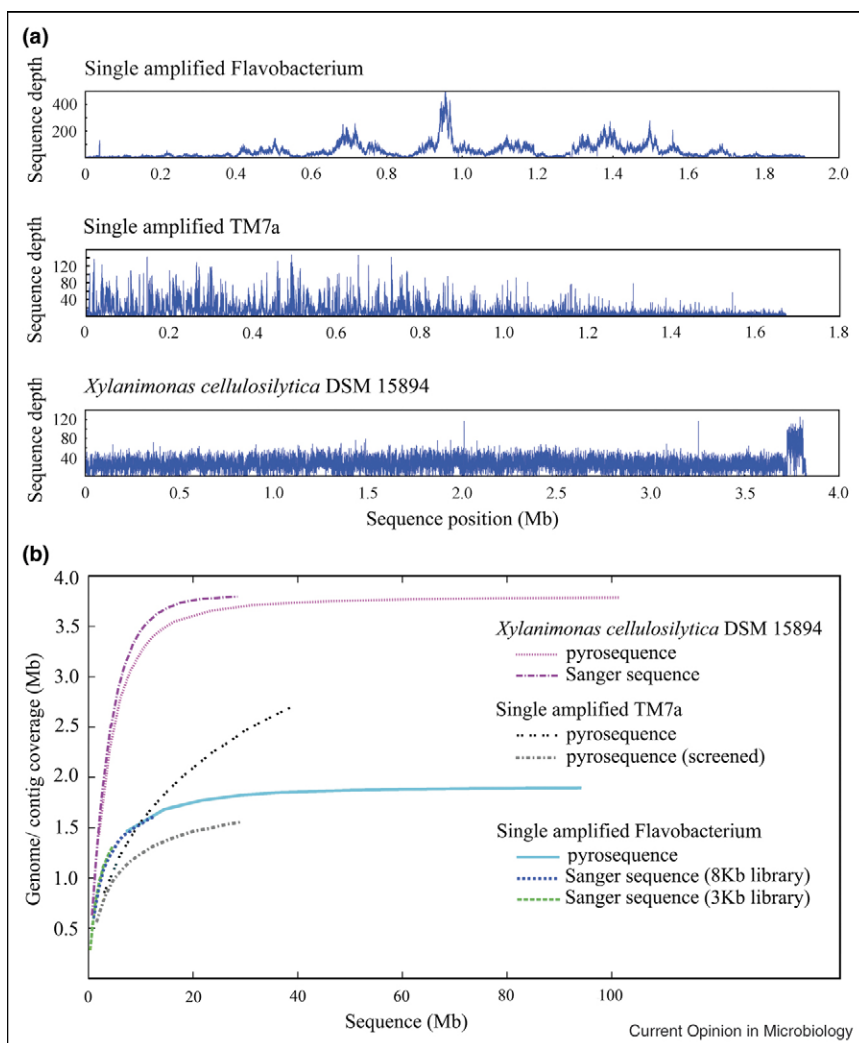 (a)
Single amplified Flavobacterium
Sequence depth
400
200
0 0.2 0.4 0.6 0.8 1.0 1.2 1.4 1.6 1.8 2.0
Single amplified TM7a
Sequence depth
120
80
40
0 0.2 0.4 0.6 0.8 1.0 1.2 1.4 1.6 1.8
Xylanimonas cellulosilytica DSM 15894
Sequence depth
120
80
40
0 0.5 1.0 1.5 2.0 2.5 3.0 3.5 4.0
Sequence position (Mb)
(b)
Genome/ contig coverage (Mb)
4.0
3.5
3.0
2.5
2.0
1.5
1.0
0.5
0 20 40 60 80 100
Sequence (Mb)
Xylanimonas cellulosilytica DSM 15894
pyrosequence
Sanger sequence
Single amplified TM7a
pyrosequence
pyrosequence (screened)
Single amplified Flavobacterium
pyrosequence
Sanger sequence (8Kb library)
Sanger sequence (3Kb library)
Current Opinion in Microbiology